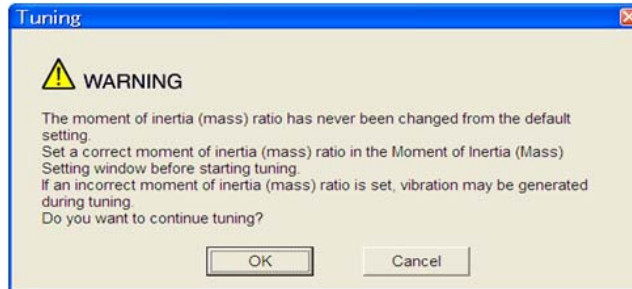 Tuning
WARNING
The moment of inertia (mass) ratio has never been changed from the default
setting.
Set a correct moment of inertia (mass) ratio in the Moment of Inertia (Mass)
Setting window before starting tuning.
If an incorrect moment of inertia (mass) ratio is set, vibration may be generated
during tuning.
Do you want to continue tuning?
OK
Cancel